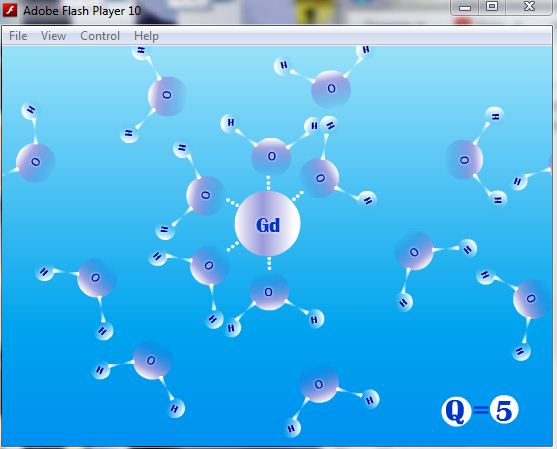 Adobe Flash Player 10
File View Control Help
H H
O O
H H H H H
H
O H O O
O H
O H H
H
Gd
H O O H
H O H
O O
H
H H H
H
H
O
H
O
H
H
H
Q=5